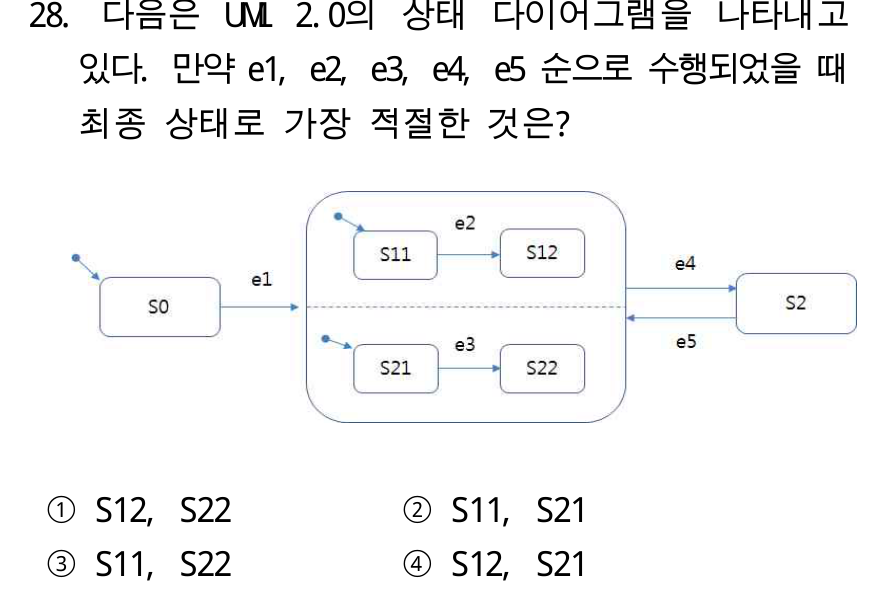 28. 다음은 UML 2.0의 상태 다이어그램을 나타내고
있다. 만약 e1, e2, e3, e4, e5 순으로 수행되었을 때
최종 상태로 가장 적절한 것은?
e2
S11
S12
e4
e1
S0
S2
e3
e5
S21
S22
① S12, S22
② S11, S21
③ S11, S22
④ S12, S21